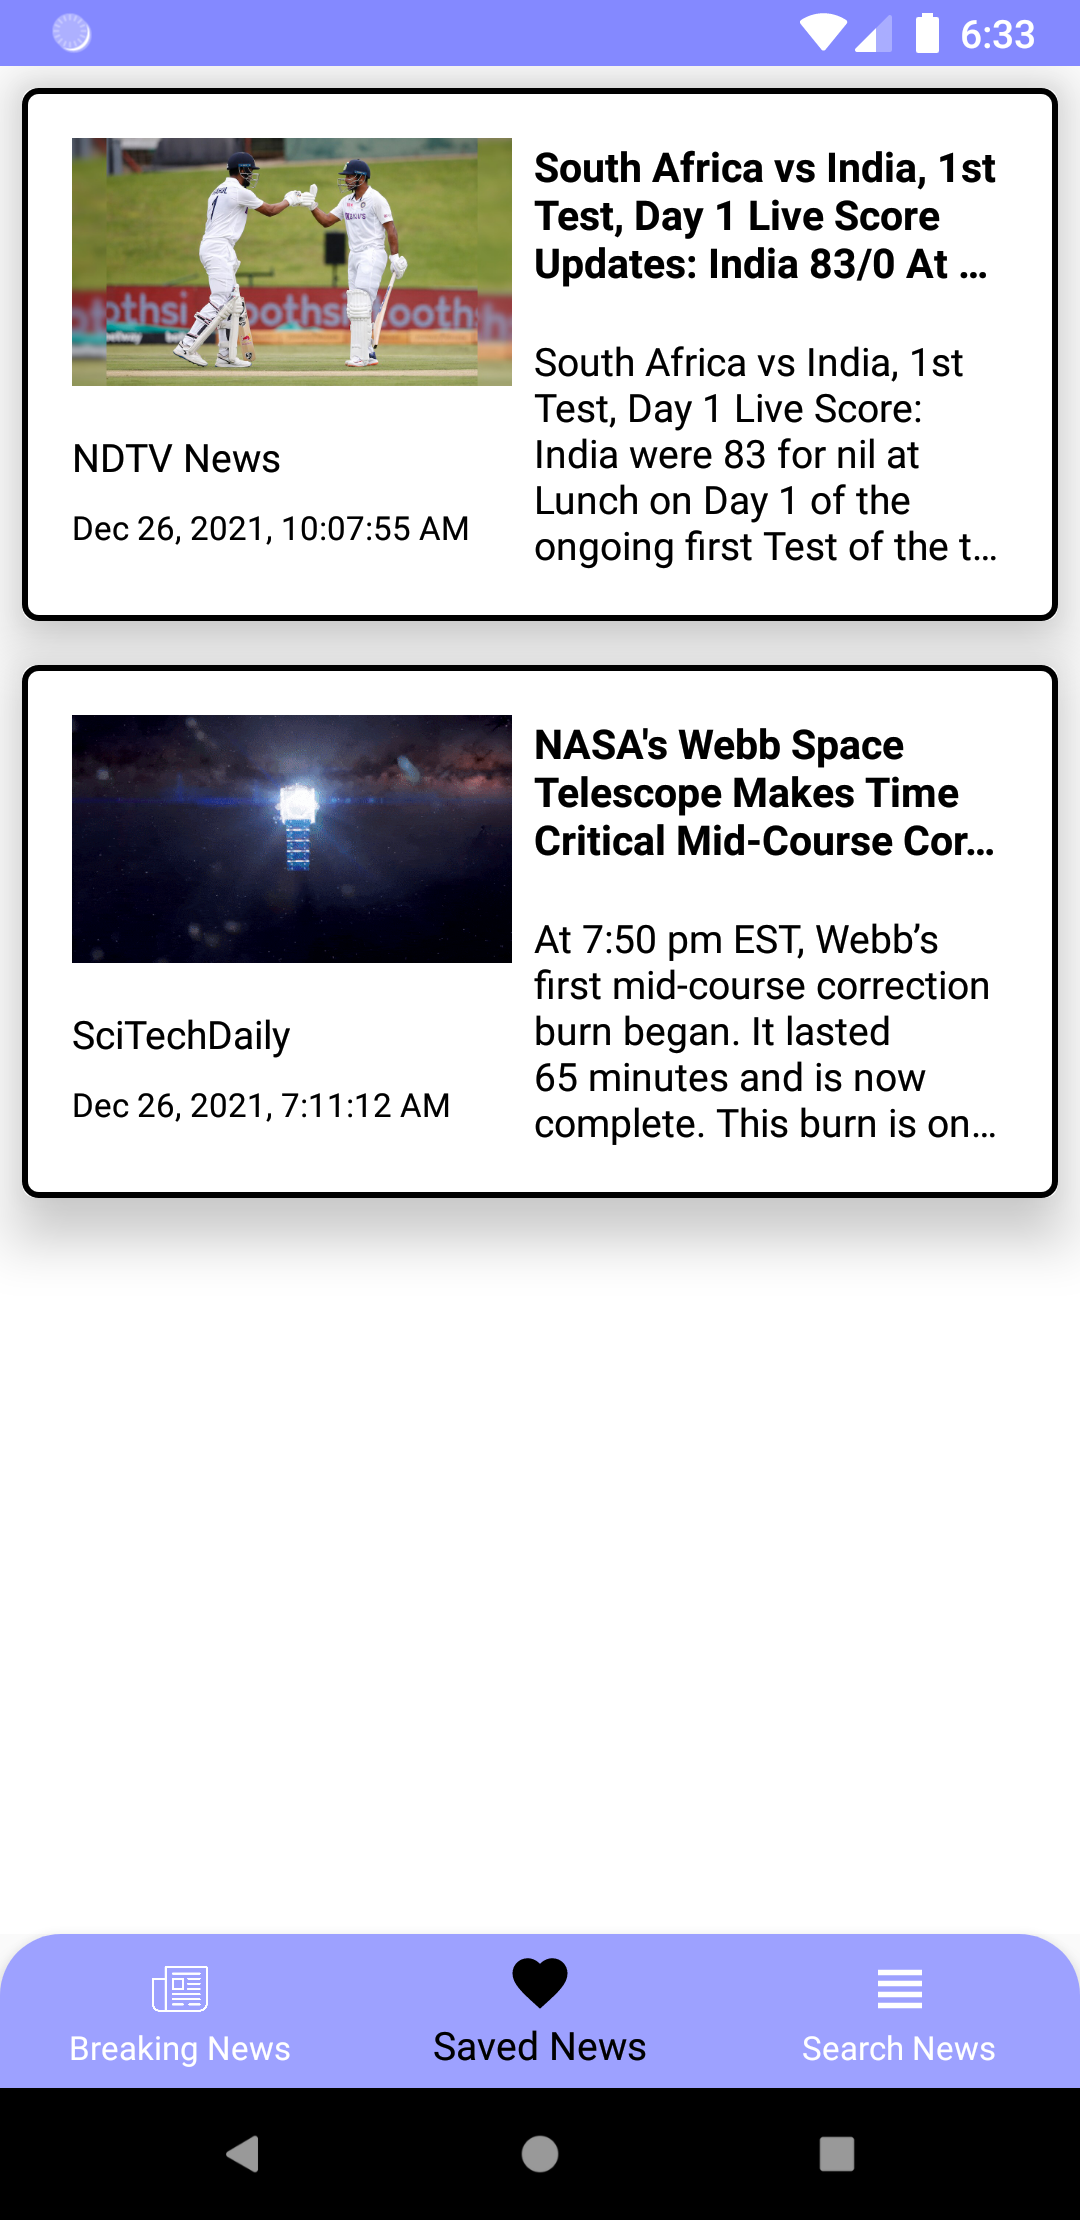 6:33
South Africa vs India, 1st
Test, Day 1 Live Score
Updates: India 83/0 At ...
South Africa vs India, 1st
Test, Day 1 Live Score:
India were 83 for nil at
Lunch on Day 1 of the
ongoing first Test of the t...
NDTV News
Dec 26, 2021, 10:07:55 AM
NASA's Webb Space
Telescope Makes Time
Critical Mid-Course Cor...
At 7:50 pm EST, Webb’s
first mid-course correction
burn began. It lasted
65 minutes and is now
complete. This burn is on...
SciTechDaily
Dec 26, 2021, 7:11:12 AM
Breaking News
Saved News
Search News